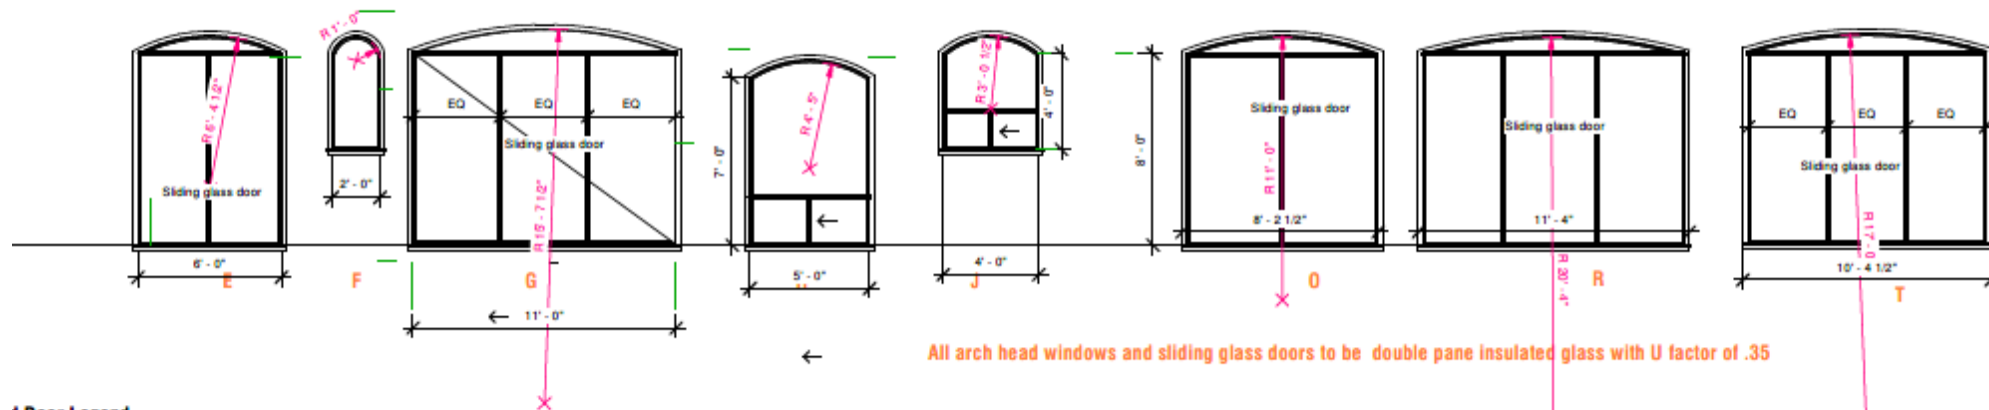 R 6' - 4 1/2"
Sliding glass door
6' - 0"
E
R 1' - 0"
2' - 0"
F
EQ EQ EQ
Sliding glass door
R 15' - 7 1/2"
G
11' - 0"
7' - 0"
R 4' - 5"
5' - 0"
R 3' - 0 1/2"
4' - 0"
4' - 0"
J
8' - 0"
Sliding glass door
R 11' - 0"
8' - 2 1/2"
O
Sliding glass door
11' - 4"
R 20' - 4"
R
EQ EQ EQ
Sliding glass door
R 17' - 0
10' - 4 1/2"
T
All arch head windows and sliding glass doors to be double pane insulated glass with U factor of .35
Door Legend